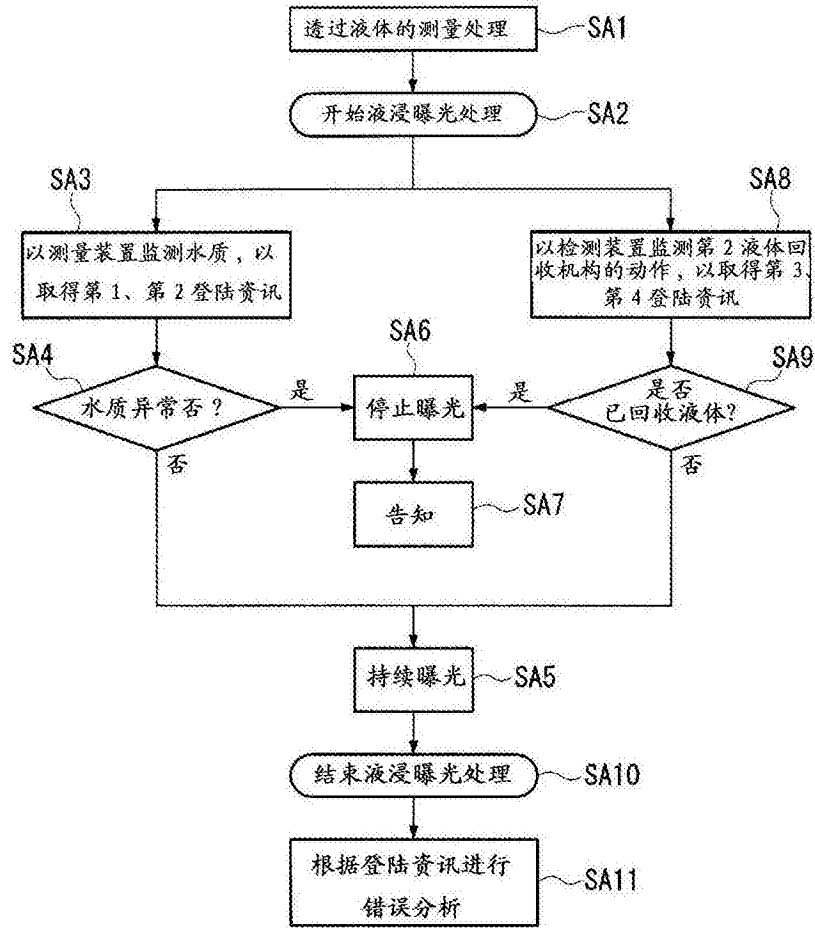 透过液体的测量处理
SA1
开始液浸曝光处理
SA2
SA3
以测量装置监测水质，以
取得第1、第2登陆资讯
SA8
以检测装置监测第2液体回
收机构的动作，以取得第3、
第4登陆资讯
SA4
水质异常否？
是
否
SA6
停止曝光
SA9
是否
已回收液体？
是
否
告知
SA7
持续曝光
SA5
结束液浸曝光处理
SA10
根据登陆资讯进行
错误分析
SA11